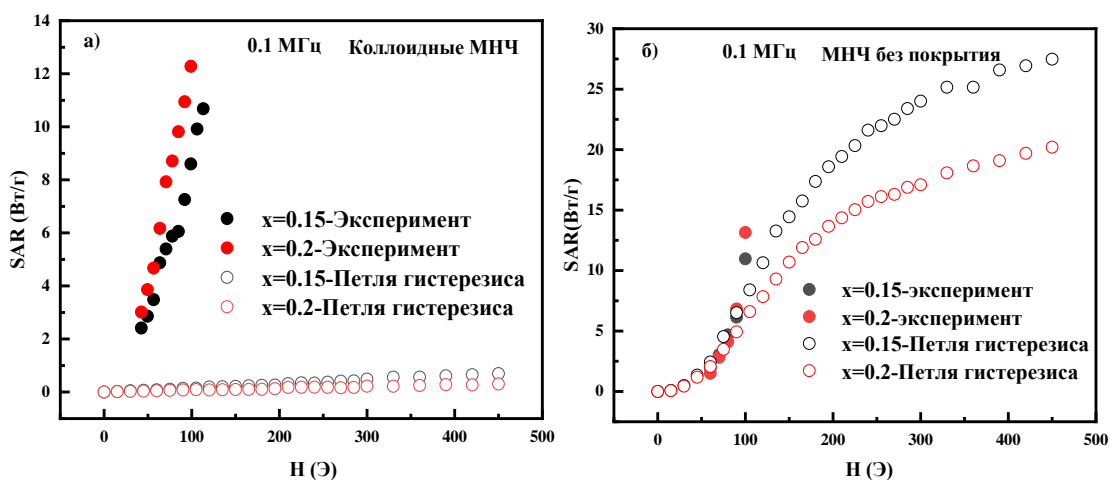 а)
0.1 МГц Коллоидные МНЧ
14
12
10
8
6
4
2
0
SAR (Вт/г)
x=0.15-Эксперимент
x=0.2-Эксперимент
x=0.15-Петля гистерезиса
x=0.2-Петля гистерезиса
0 100 200 300 400 500
H (Э)
б)
0.1 МГц МНЧ без покрытия
30
25
20
15
10
5
0
SAR(Вт/г)
x=0.15-эксперимент
x=0.2-эксперимент
x=0.15-Петля гистерезиса
x=0.2-Петля гистерезиса
0 100 200 300 400 500
H (Э)